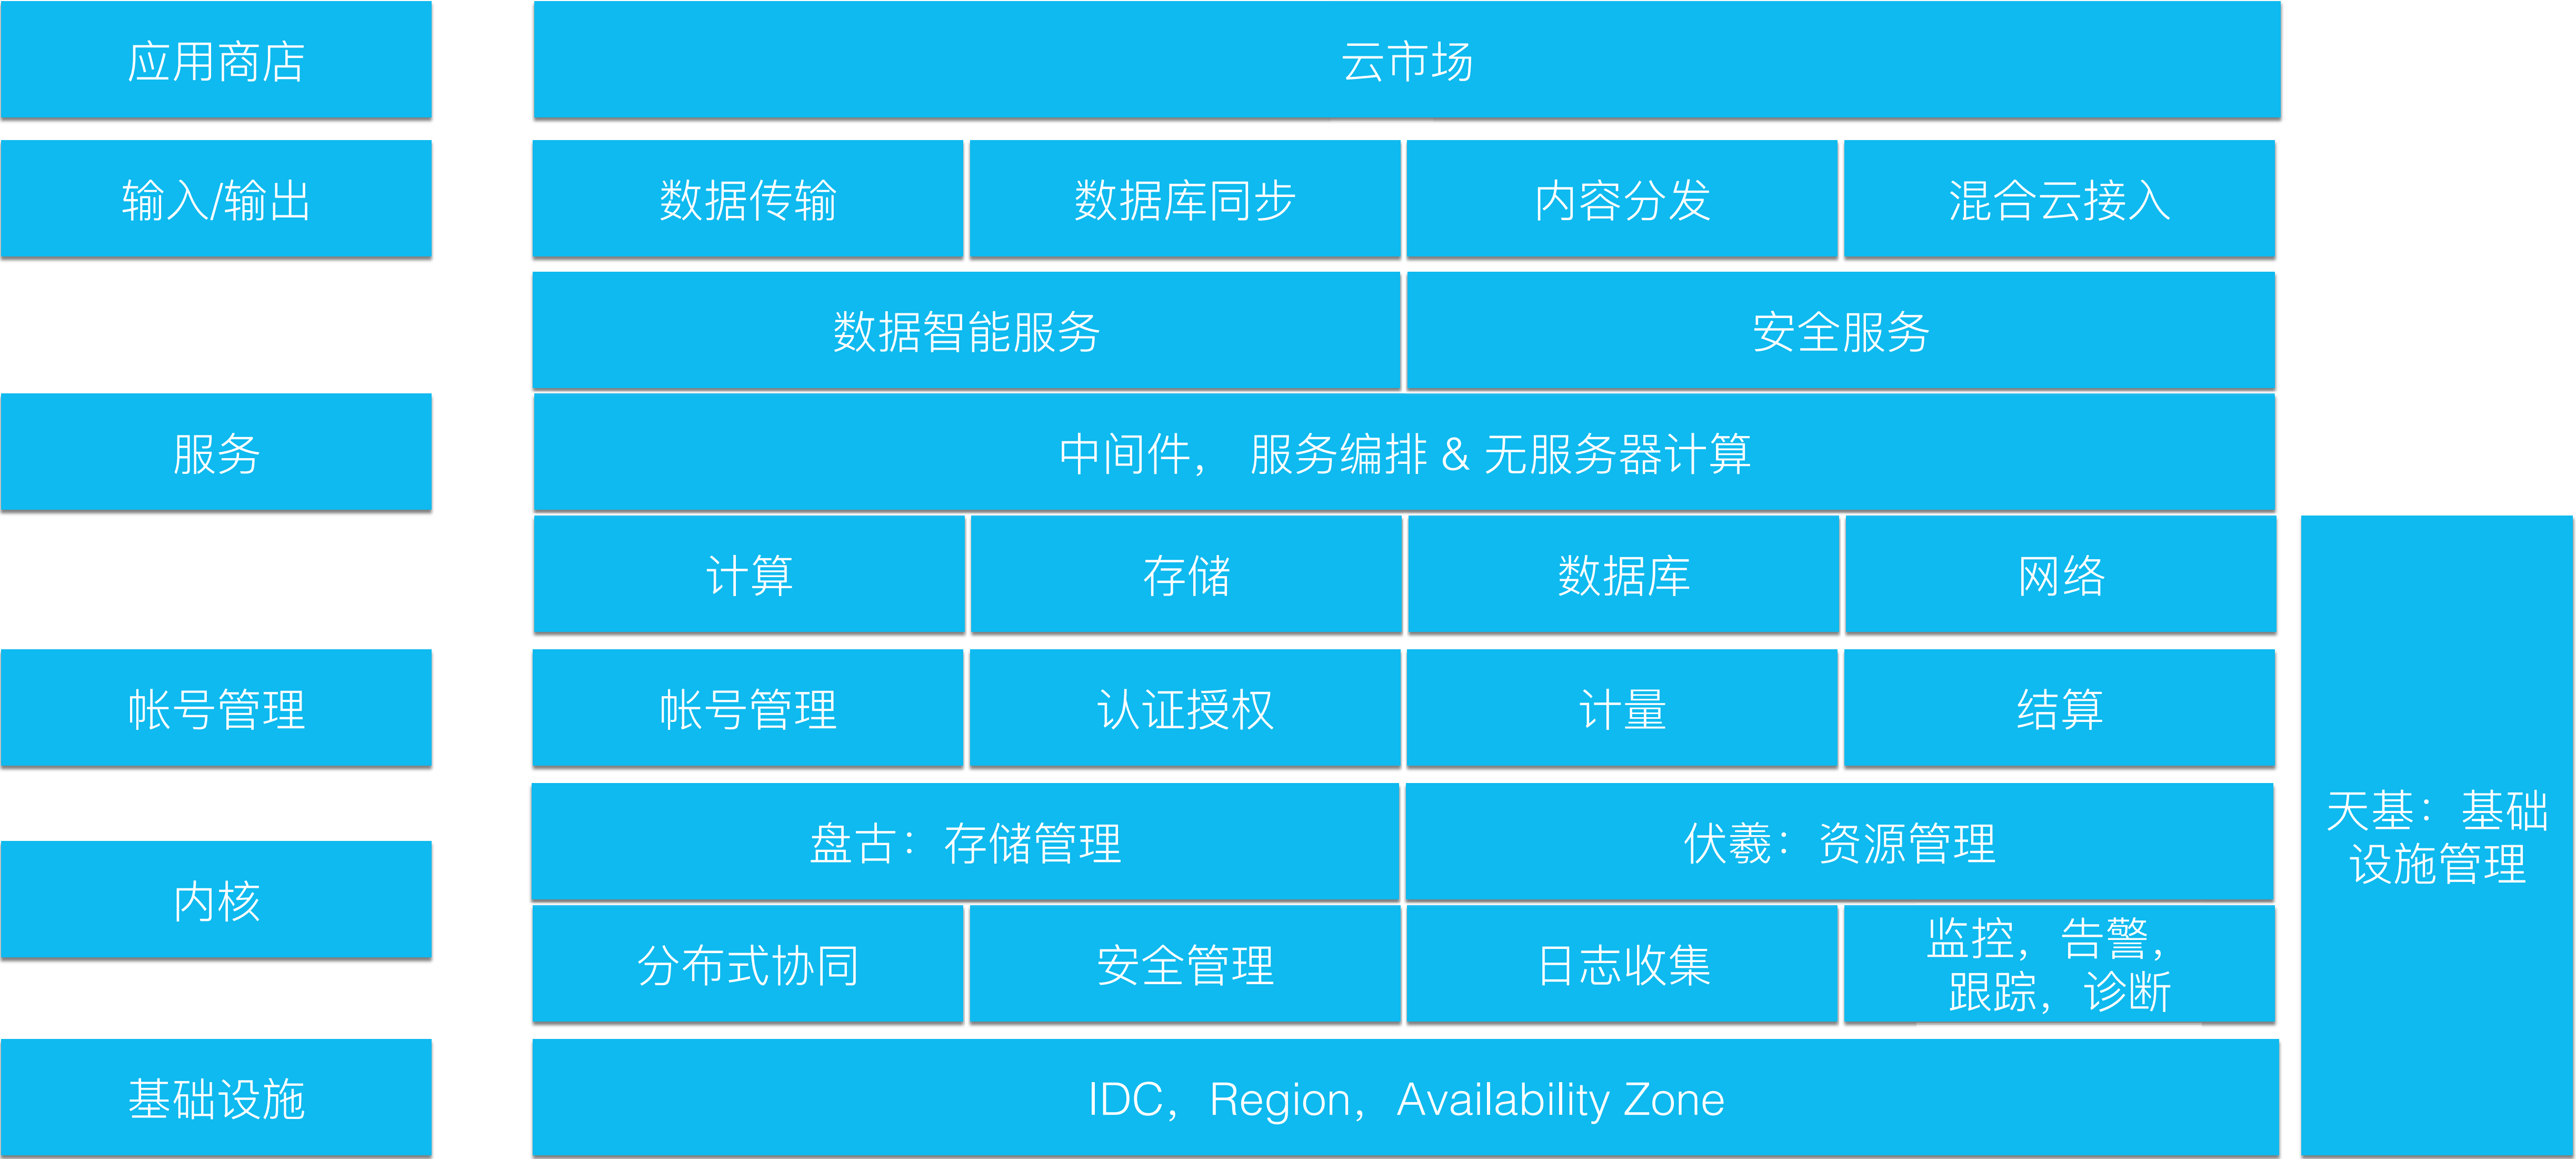 应用商店
云市场
输入/输出
数据传输
数据库同步
内容分发
混合云接入
数据智能服务
安全服务
服务
中间件， 服务编排 & 无服务器计算
计算
存储
数据库
网络
帐号管理
帐号管理
认证授权
计量
结算
内核
盘古：存储管理
伏羲：资源管理
分布式协同
安全管理
日志收集
监控，告警，
跟踪，诊断
基础设施
IDC，Region，Availability Zone
天基：基础
设施管理